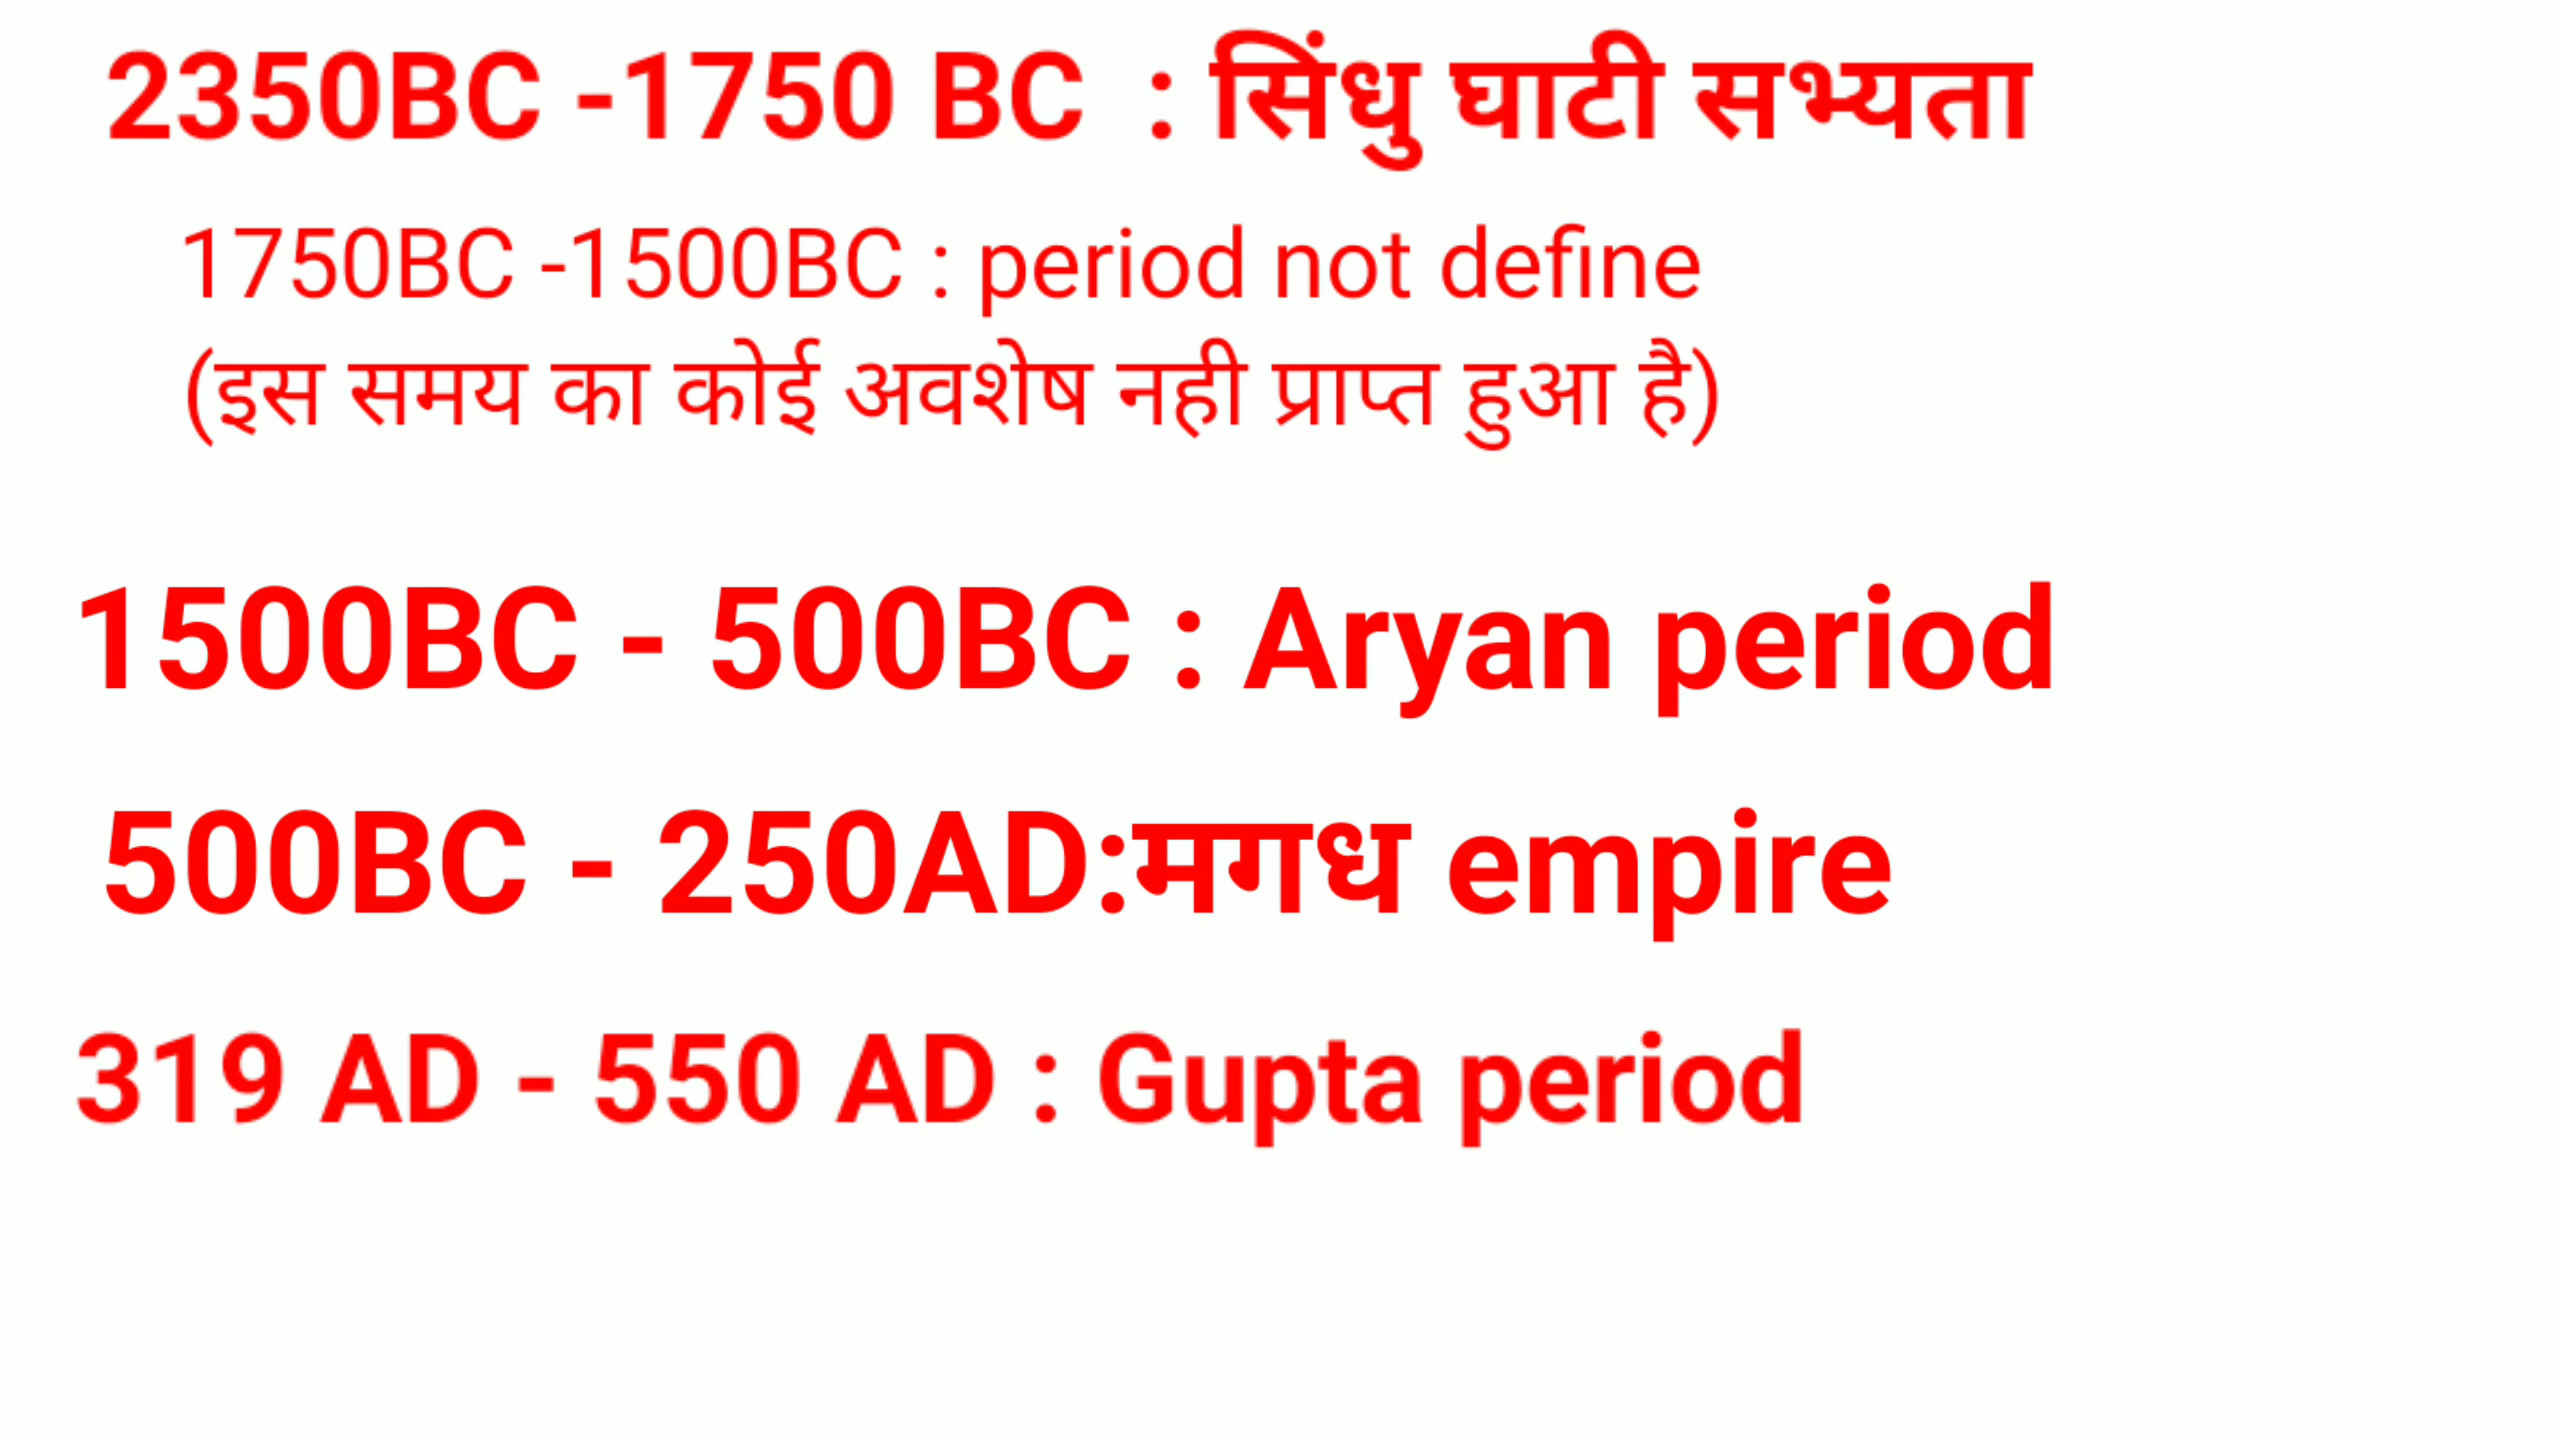 2350BC -1750 BC : सिंधु घाटी सभ्यता
1750BC -1500BC : period not define
(इस समय का कोई अवशेष नही प्राप्त हुआ है)
1500BC - 500BC : Aryan period
500BC - 250AD:मगध empire
319 AD - 550 AD : Gupta period